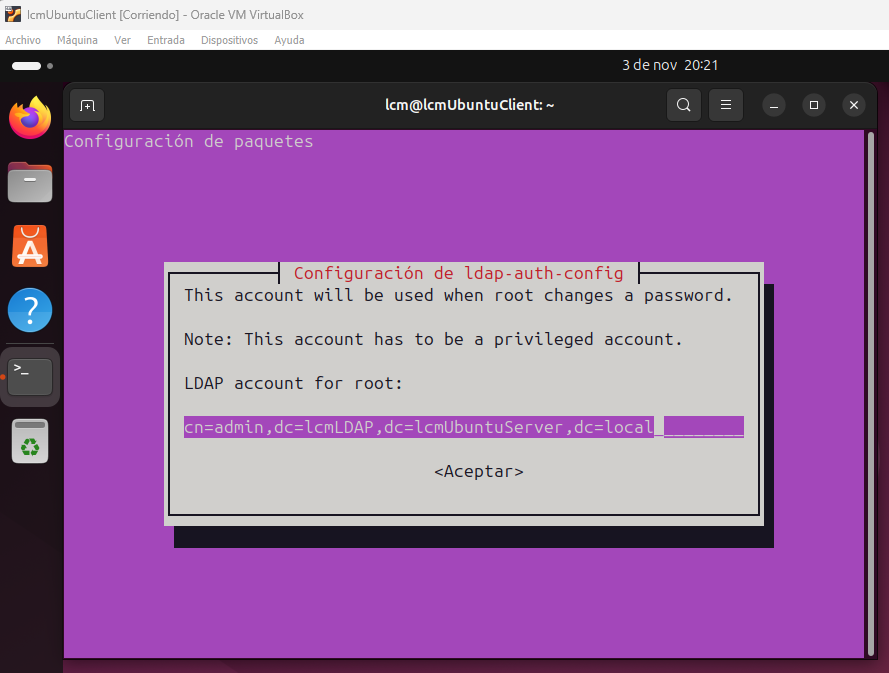 lcmUbuntuClient [Corriendo] - Oracle VM VirtualBox
Archivo Máquina Ver Entrada Dispositivos Ayuda
3 de nov 20:21
lcm@lcmUbuntuClient: ~
Configuración de paquetes
Configuración de ldap-auth-config
This account will be used when root changes a password.
Note: This account has to be a privileged account.
LDAP account for root:
cn=admin,dc=lcmLDAP,dc=lcmUbuntuServer,dc=local_________
<Aceptar>